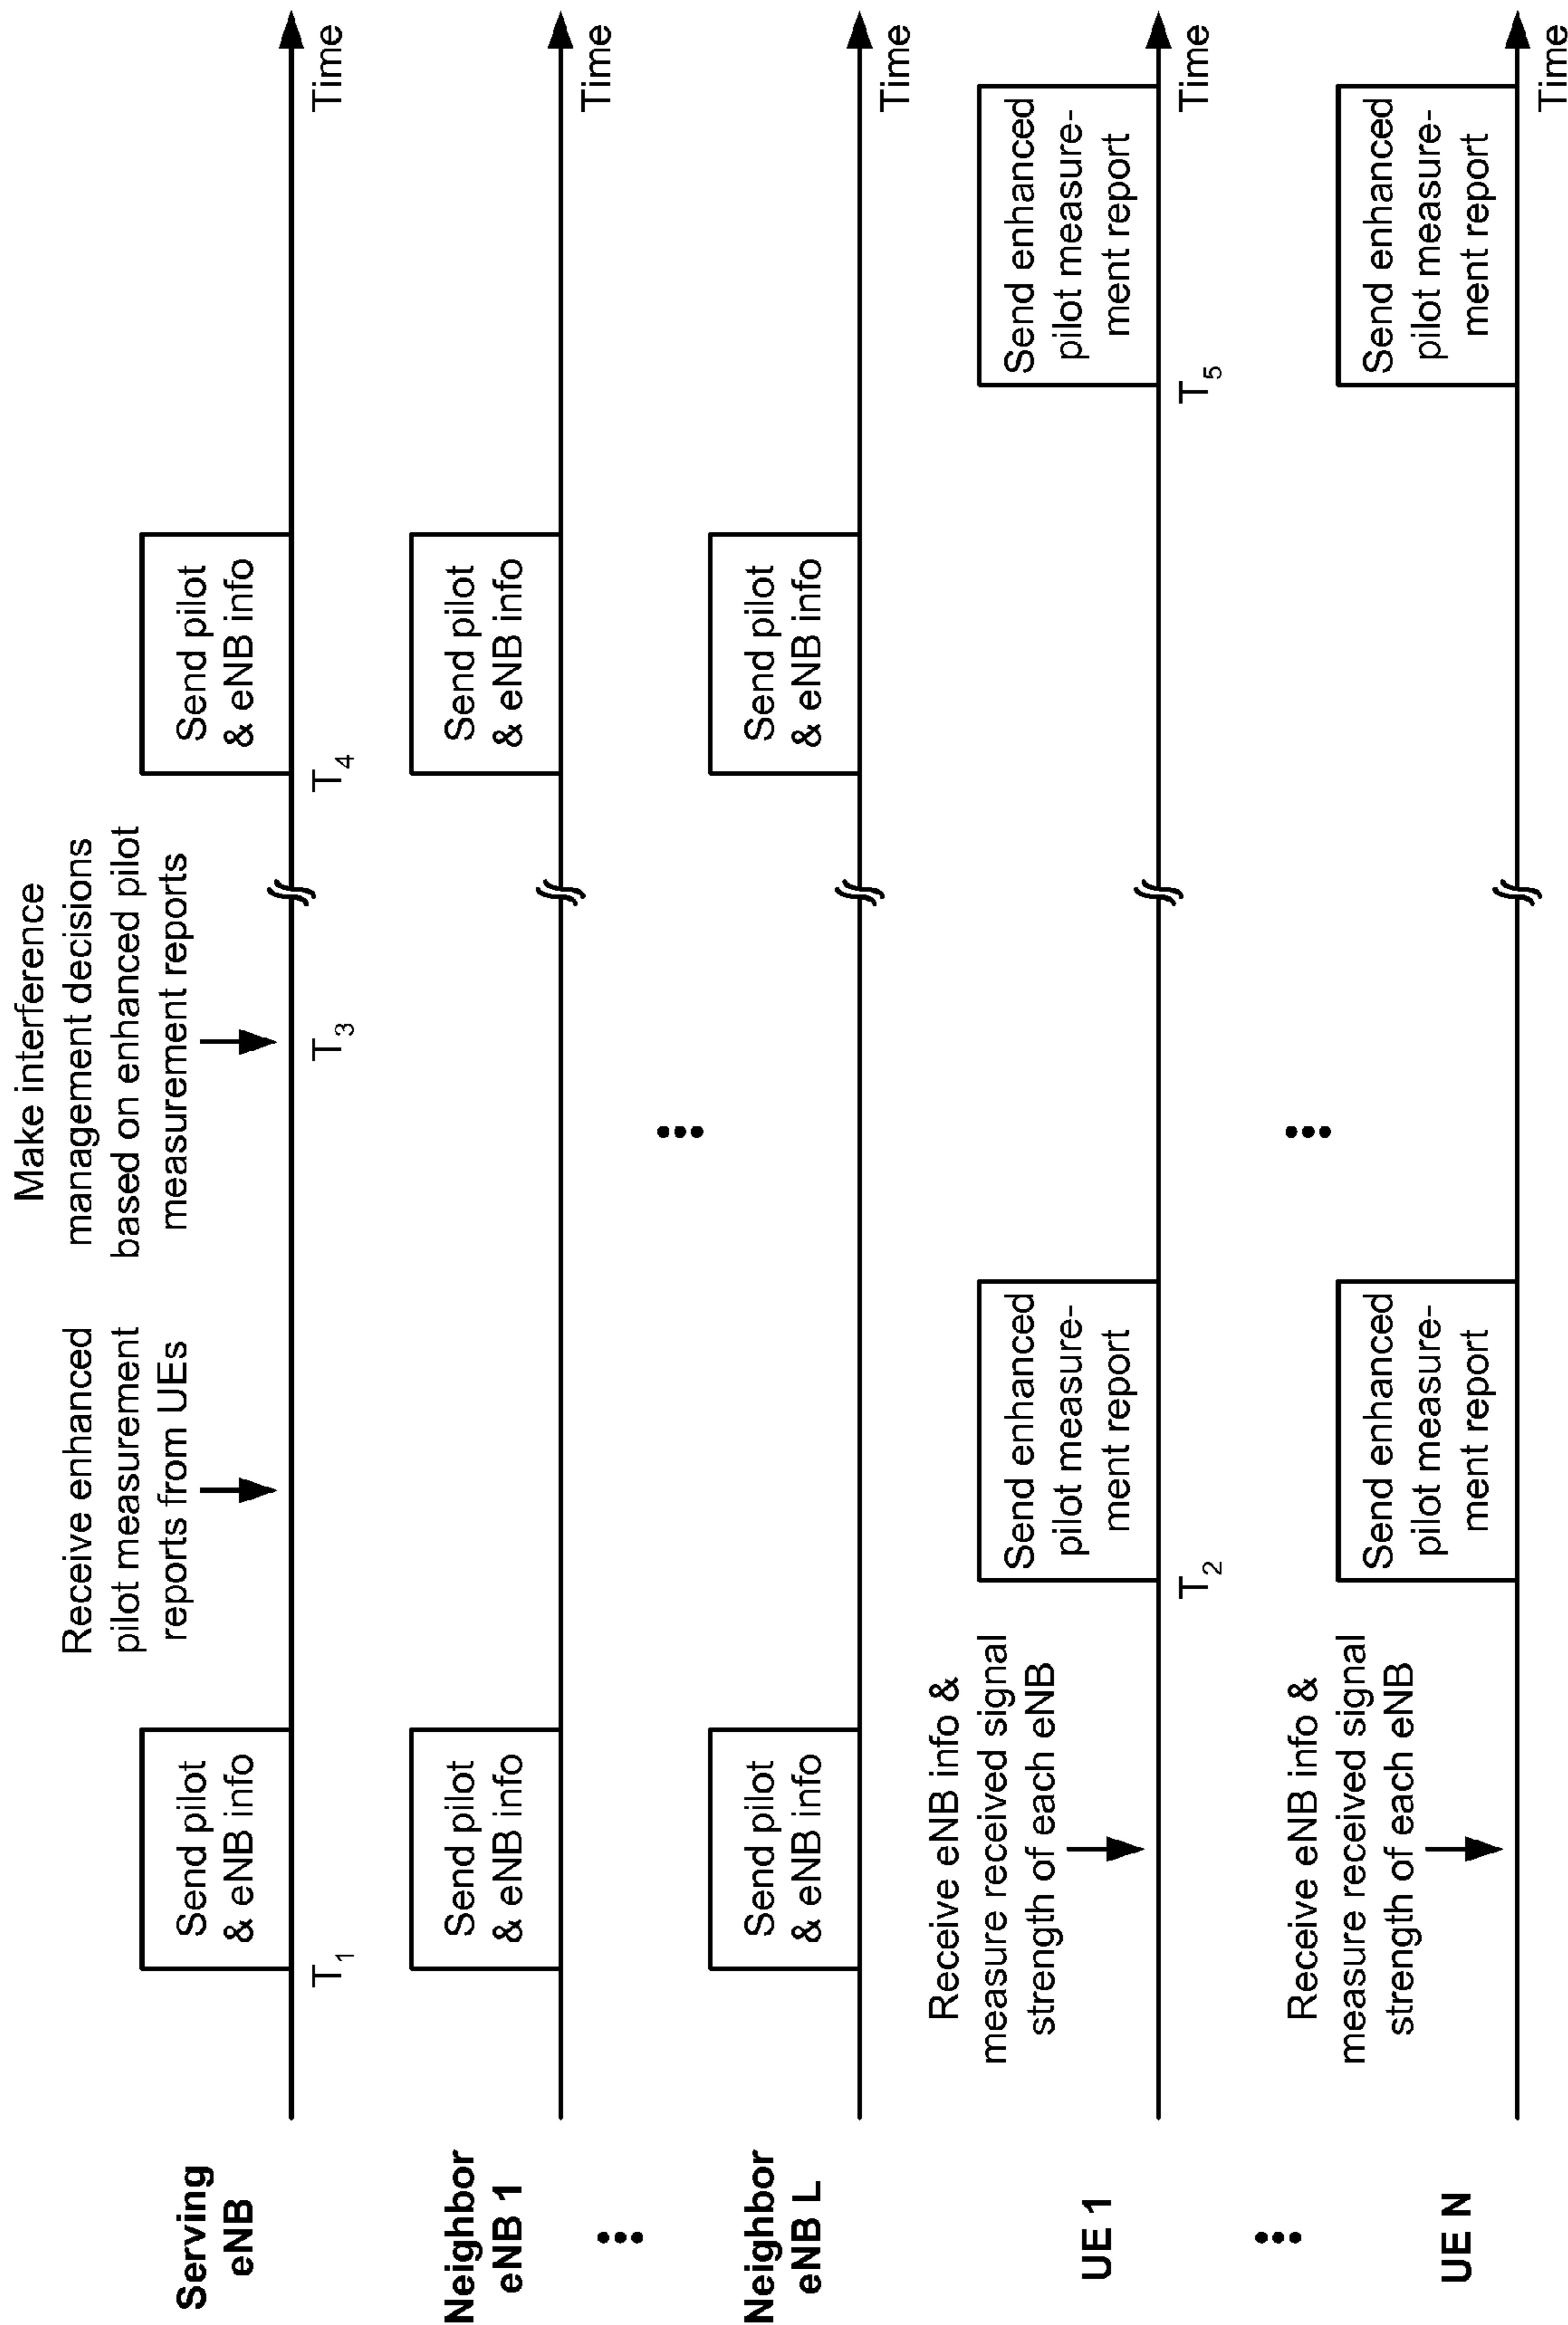 Make interference
management decisions
based on enhanced pilot
measurement reports
Receive enhanced
pilot measurement
reports from UEs
Serving
eNB
Send pilot
& eNB info
Send pilot
& eNB info
T1
T3
T4
Time
Neighbor
eNB 1
Send pilot
& eNB info
Send pilot
& eNB info
Time
Neighbor
eNB L
Send pilot
& eNB info
Send pilot
& eNB info
Time
UE 1
Receive eNB info &
measure received signal
strength of each eNB
Send enhanced
pilot measure-
ment report
Send enhanced
pilot measure-
ment report
T2
T5
Time
UE N
Receive eNB info &
measure received signal
strength of each eNB
Send enhanced
pilot measure-
ment report
Send enhanced
pilot measure-
ment report
Time